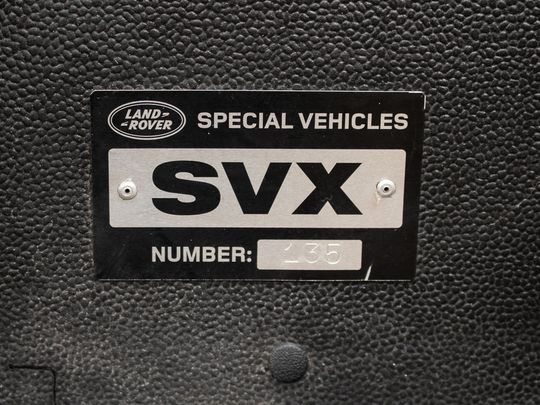 LAND-
-ROVER
SPECIAL VEHICLES
SVX
NUMBER: 135